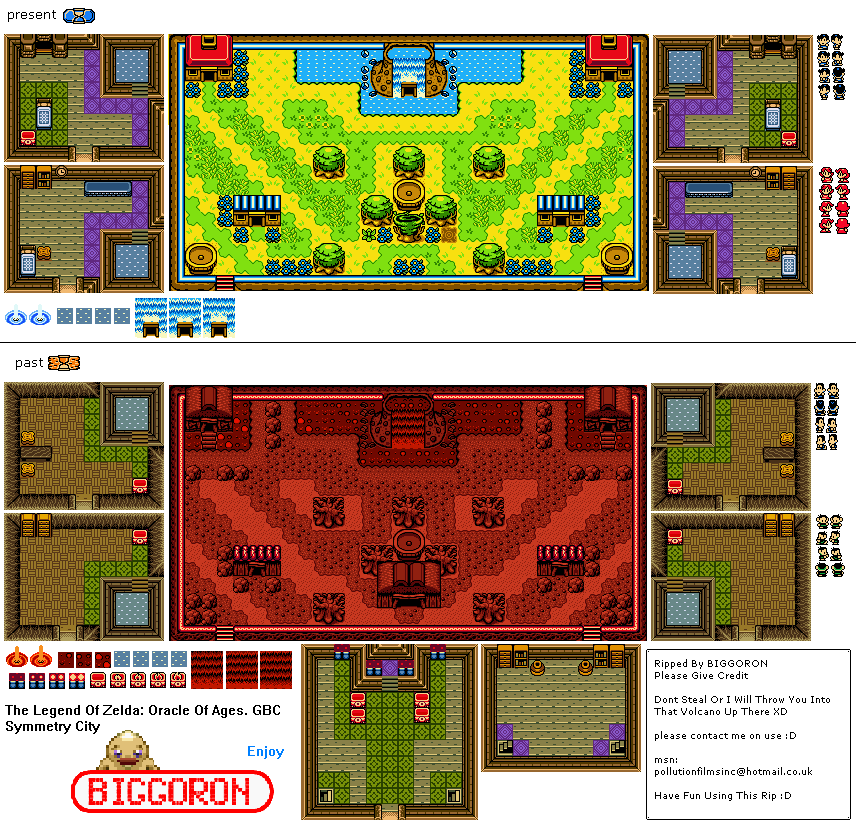 present
past
The Legend Of Zelda: Oracle Of Ages. GBC
Symmetry City
Enjoy
BIGGORON
Ripped By BIGGORON
Please Give Credit
Dont Steal Or I Will Throw You Into
That Volcano Up There XD
please contact me on use :D
msn:
pollutionfilmsinc@hotmail.co.uk
Have Fun Using This Rip :D